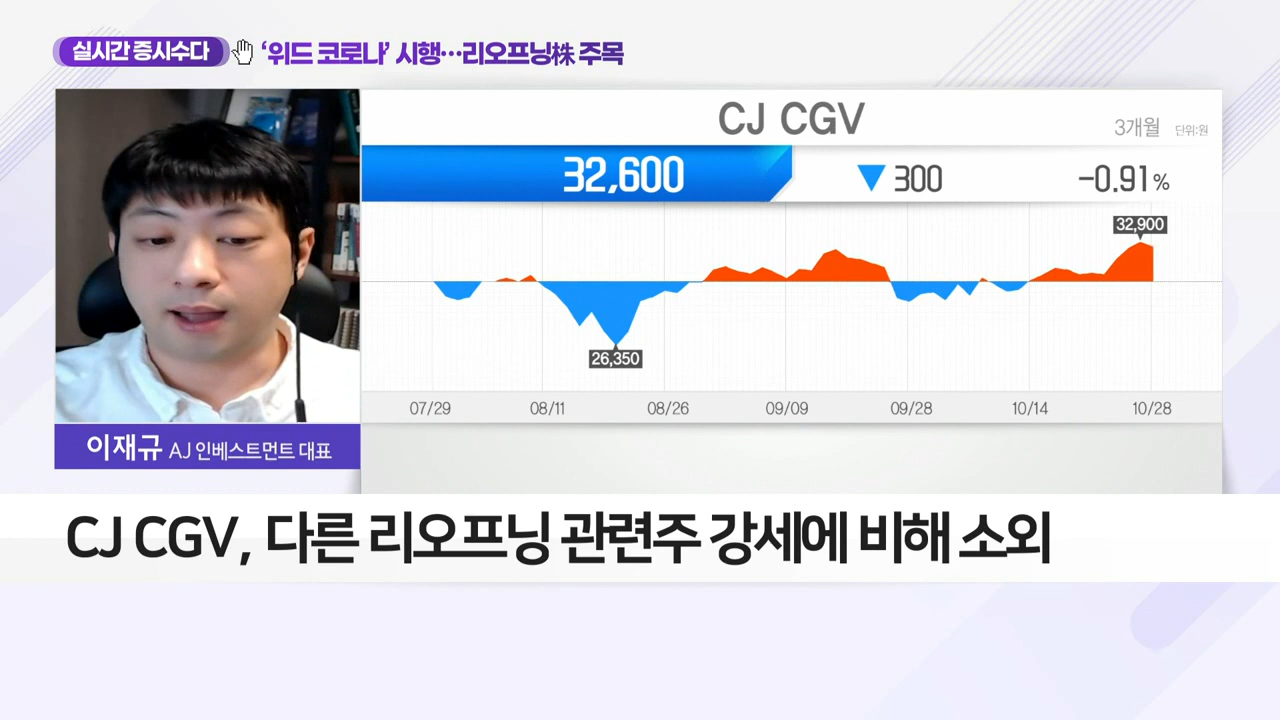 실시간 증시수다 '위드 코로나' 시행…리오프닝株 주목
CJ CGV
3개월 단위:원
32,600 ▼300 -0.91%
32,900
26,350
07/29 08/11 08/26 09/09 09/28 10/14 10/28
이재규 AJ 인베스트먼트 대표
CJ CGV, 다른 리오프닝 관련주 강세에 비해 소외